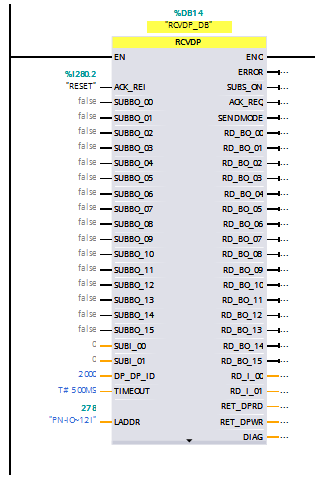 %DB14
"RCVDP_DB"
RCVDP
EN ENO
ERROR ...
%I280.2 SUBS_ON ...
"RESET" ACK_REI ACK_REQ ...
false SUBBO_00 SENDMODE ...
false SUBBO_01 RD_BO_00 ...
false SUBBO_02 RD_BO_01 ...
false SUBBO_03 RD_BO_02 ...
false SUBBO_04 RD_BO_03 ...
false SUBBO_05 RD_BO_04 ...
false SUBBO_06 RD_BO_05 ...
false SUBBO_07 RD_BO_06 ...
false SUBBO_08 RD_BO_07 ...
false SUBBO_09 RD_BO_08 ...
false SUBBO_10 RD_BO_09 ...
false SUBBO_11 RD_BO_10 ...
false SUBBO_12 RD_BO_11 ...
false SUBBO_13 RD_BO_12 ...
false SUBBO_14 RD_BO_13 ...
false SUBBO_15 RD_BO_14 ...
0 SUBI_00 RD_BO_15 ...
0 SUBI_01 RD_I_00 ...
2000 DP_DP_ID RD_I_01 ...
T#500MS TIMEOUT RET_DPRD ...
278 RET_DPWR ...
"PN-IO~121" LADDR DIAG ...